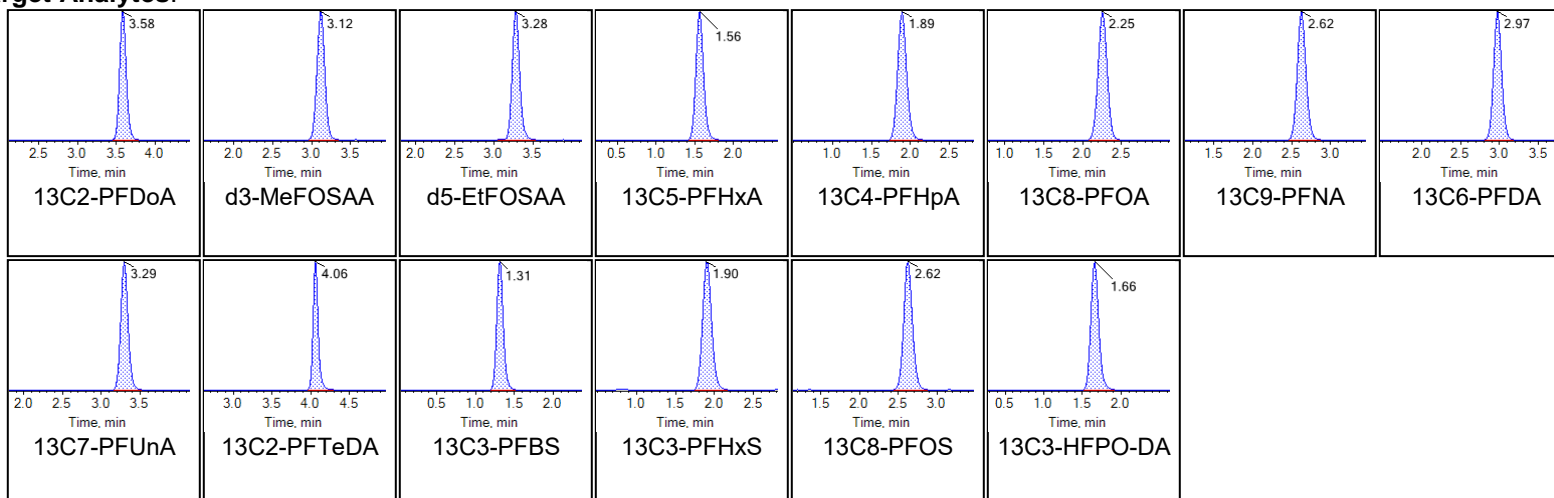 3.58 3.12 3.28 1.56 1.89 2.25 2.62 2.97
2.5 3.0 3.5 4.0 2.0 2.5 3.0 3.5 2.0 2.5 3.0 3.5 0.5 1.0 1.5 2.0 1.0 1.5 2.0 2.5 1.0 1.5 2.0 2.5 1.5 2.0 2.5 3.0 2.0 2.5 3.0 3.5
Time, min Time, min Time, min Time, min Time, min Time, min Time, min Time, min
13C2-PFDoA d3-MeFOSAA d5-EtFOSAA 13C5-PFHxA 13C4-PFHpA 13C8-PFOA 13C9-PFNA 13C6-PFDA
3.29 4.06 1.31 1.90 2.62 1.66
2.0 2.5 3.0 3.5 3.0 3.5 4.0 4.5 0.5 1.0 1.5 2.0 1.0 1.5 2.0 2.5 1.5 2.0 2.5 3.0 0.5 1.0 1.5 2.0
Time, min Time, min Time, min Time, min Time, min Time, min
13C7-PFUnA 13C2-PFTeDA 13C3-PFBS 13C3-PFHxS 13C8-PFOS 13C3-HFPO-DA